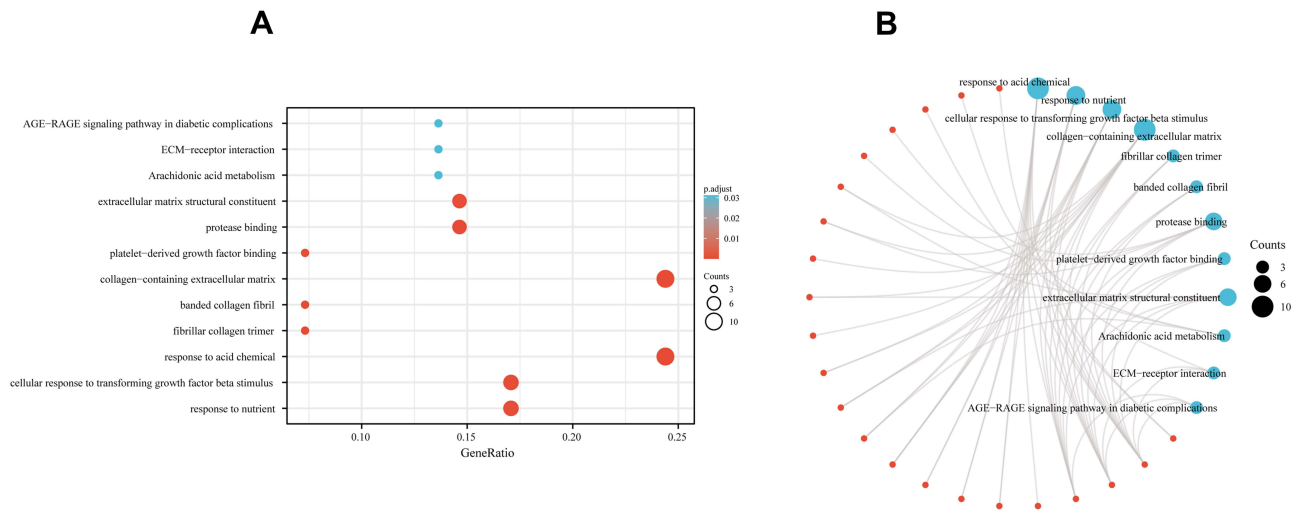 A
AGE−RAGE signaling pathway in diabetic complications
ECM−receptor interaction
Arachidonic acid metabolism
extracellular matrix structural constituent
protease binding
platelet−derived growth factor binding
collagen−containing extracellular matrix
banded collagen fibril
fibrillar collagen trimer
response to acid chemical
cellular response to transforming growth factor beta stimulus
response to nutrient
0.10 0.15 0.20 0.25
GeneRatio
p.adjust
0.03
0.02
0.01
Counts
3
6
10
B
response to acid chemical
response to nutrient
cellular response to transforming growth factor beta stimulus
collagen−containing extracellular matrix
fibrillar collagen trimer
banded collagen fibril
protease binding
platelet−derived growth factor binding
extracellular matrix structural constituent
Arachidonic acid metabolism
ECM−receptor interaction
AGE−RAGE signaling pathway in diabetic complications
Counts
3
6
10